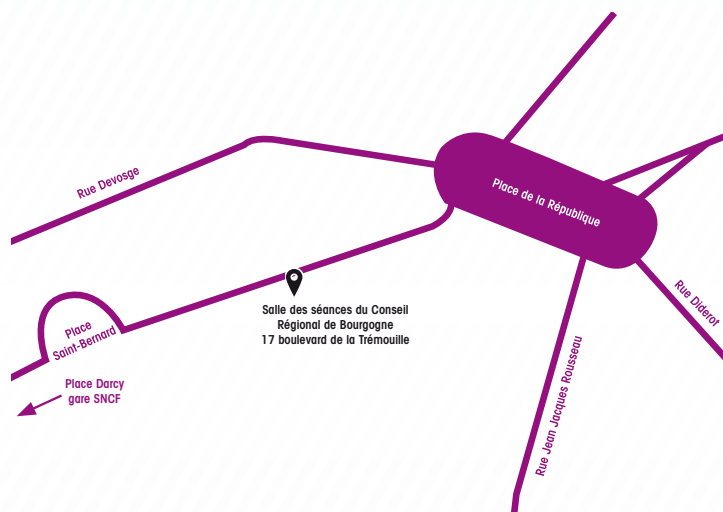 Rue Devosge
Place de la République
Salle des séances du Conseil
Régional de Bourgogne
17 boulevard de la Trémouille
Rue Diderot
Place
Saint-Bernard
Place Darcy
gare SNCF
Rue Jean Jacques Rousseau